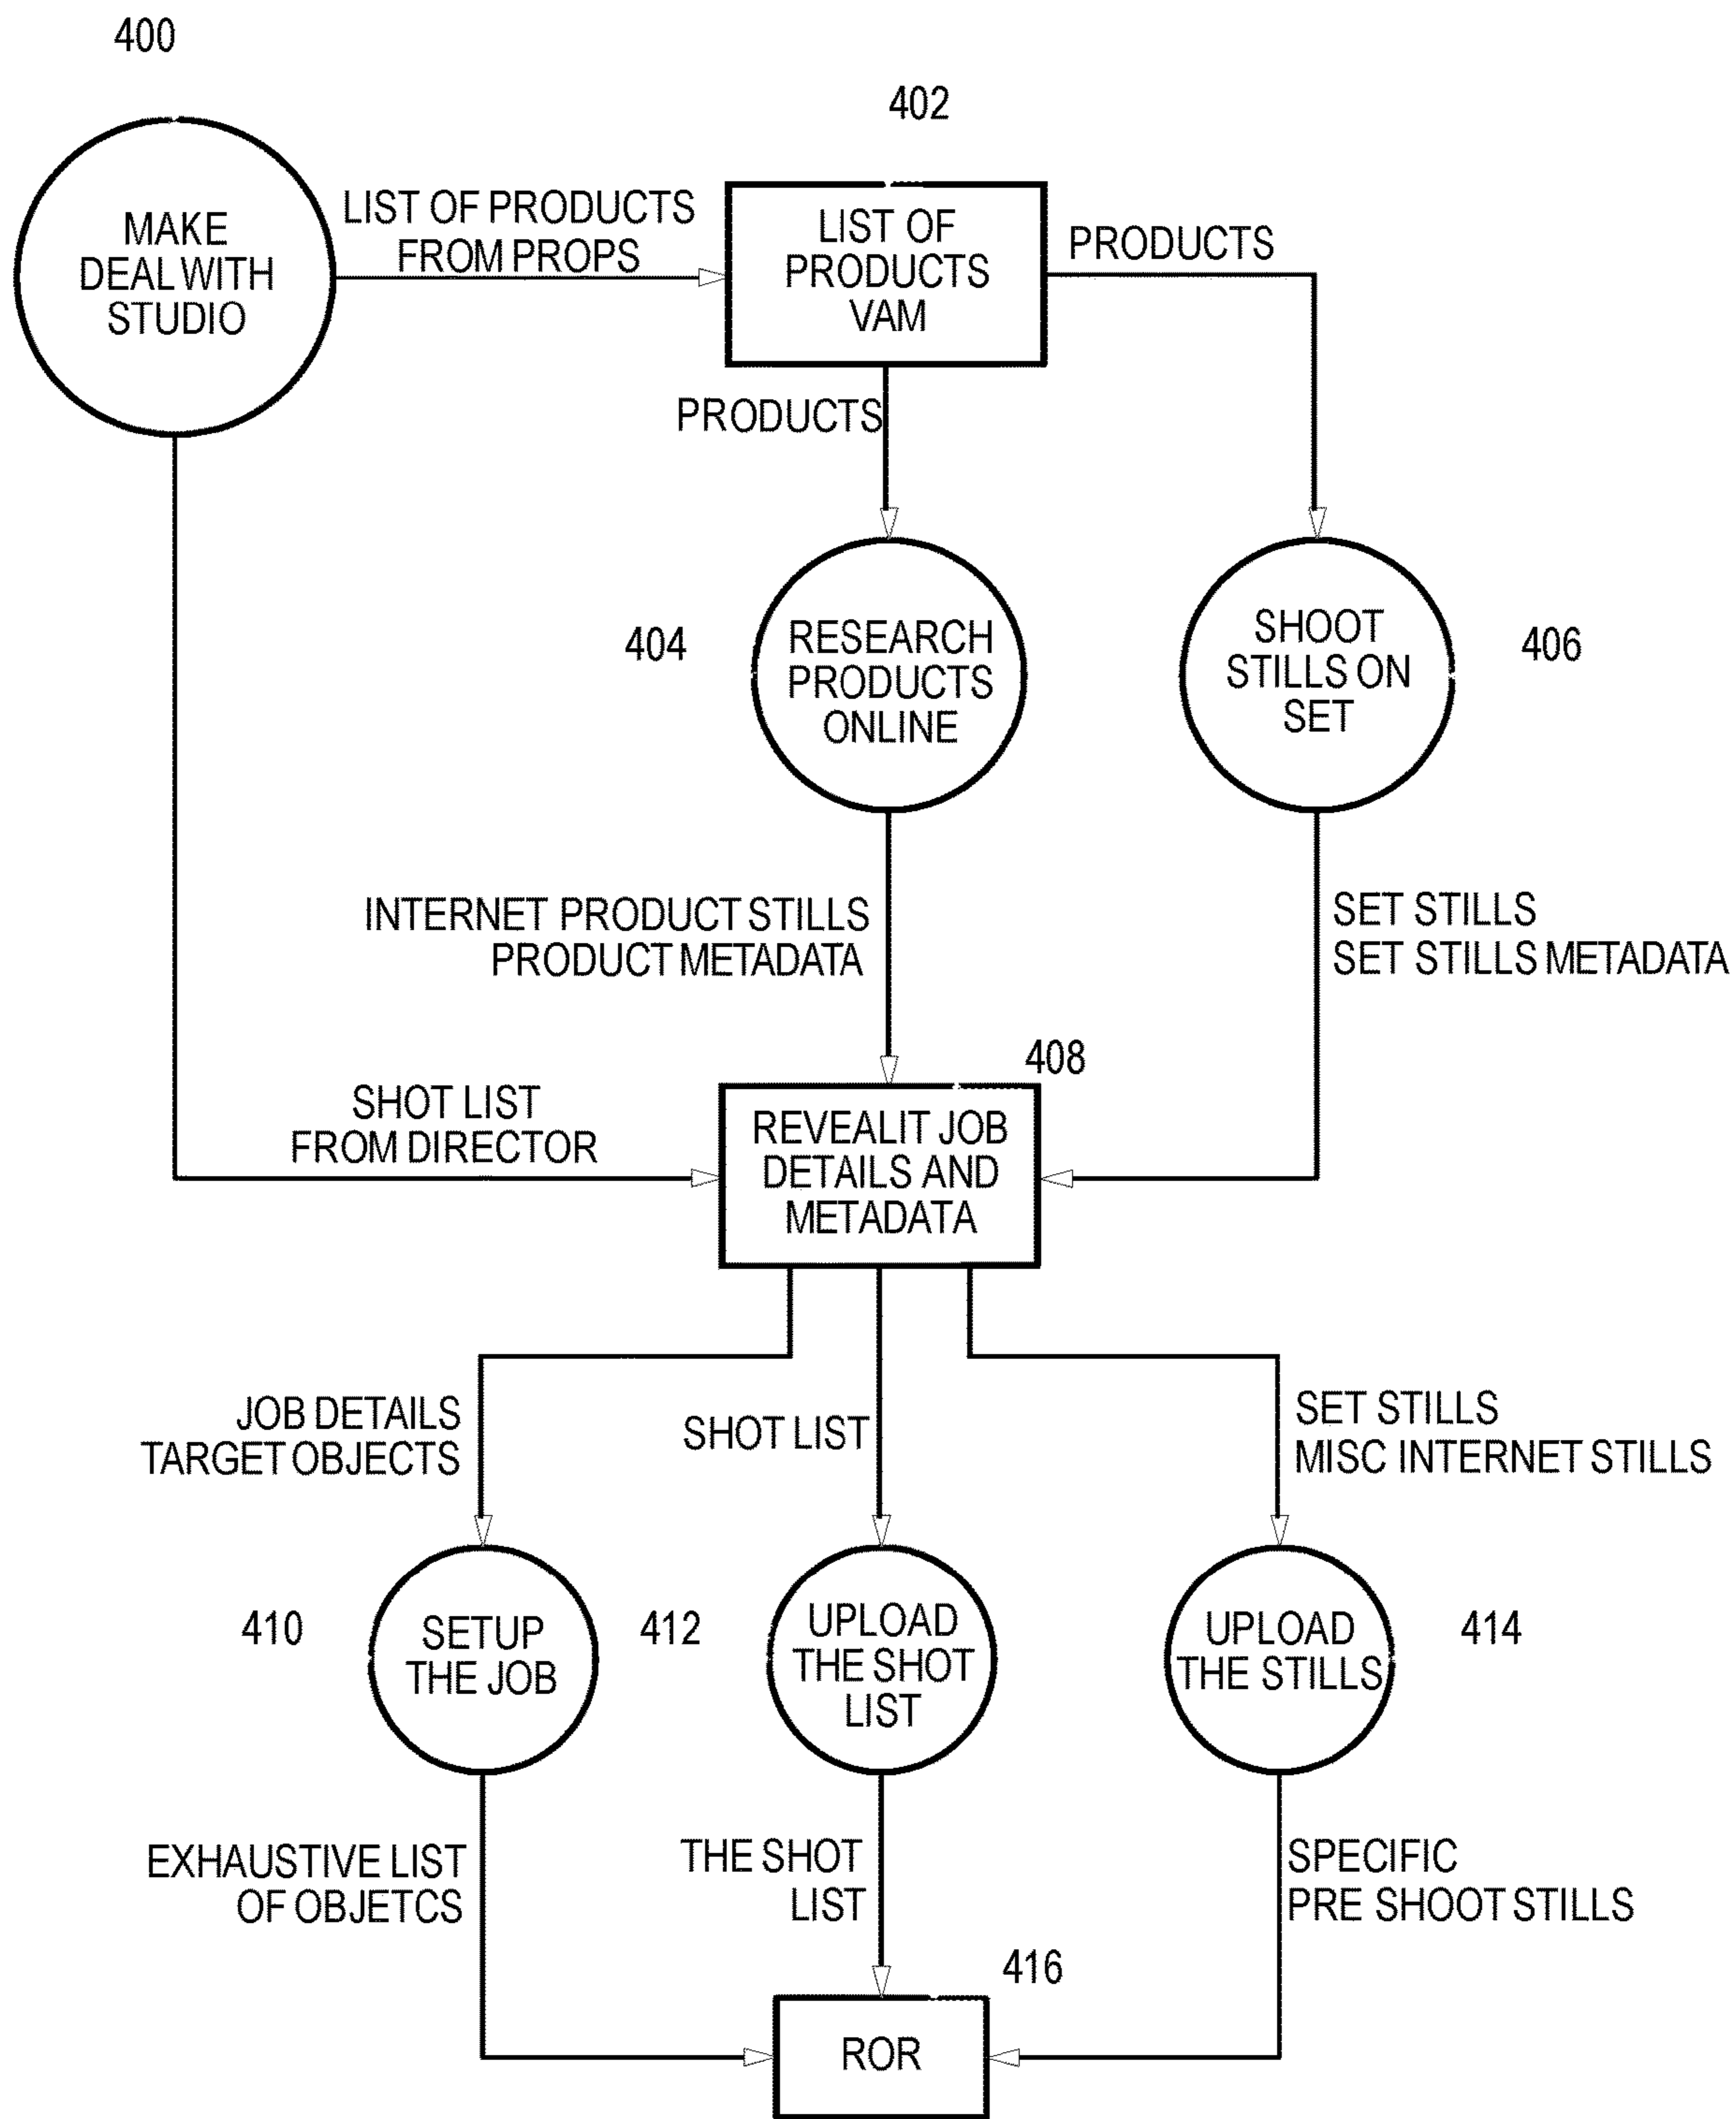 400
402
MAKE
DEAL WITH
STUDIO
LIST OF PRODUCTS
FROM PROPS
LIST OF
PRODUCTS
VAM
PRODUCTS
PRODUCTS
404
RESEARCH
PRODUCTS
ONLINE
SHOOT
STILLS ON
SET
406
INTERNET PRODUCT STILLS
PRODUCT METADATA
SET STILLS
SET STILLS METADATA
408
SHOT LIST
FROM DIRECTOR
REVEALIT JOB
DETAILS AND
METADATA
JOB DETAILS
TARGET OBJECTS
SHOT LIST
SET STILLS
MISC INTERNET STILLS
410
SETUP
THE JOB
412
UPLOAD
THE SHOT
LIST
UPLOAD
THE STILLS
414
EXHAUSTIVE LIST
OF OBJETCS
THE SHOT
LIST
SPECIFIC
PRE SHOOT STILLS
416
ROR